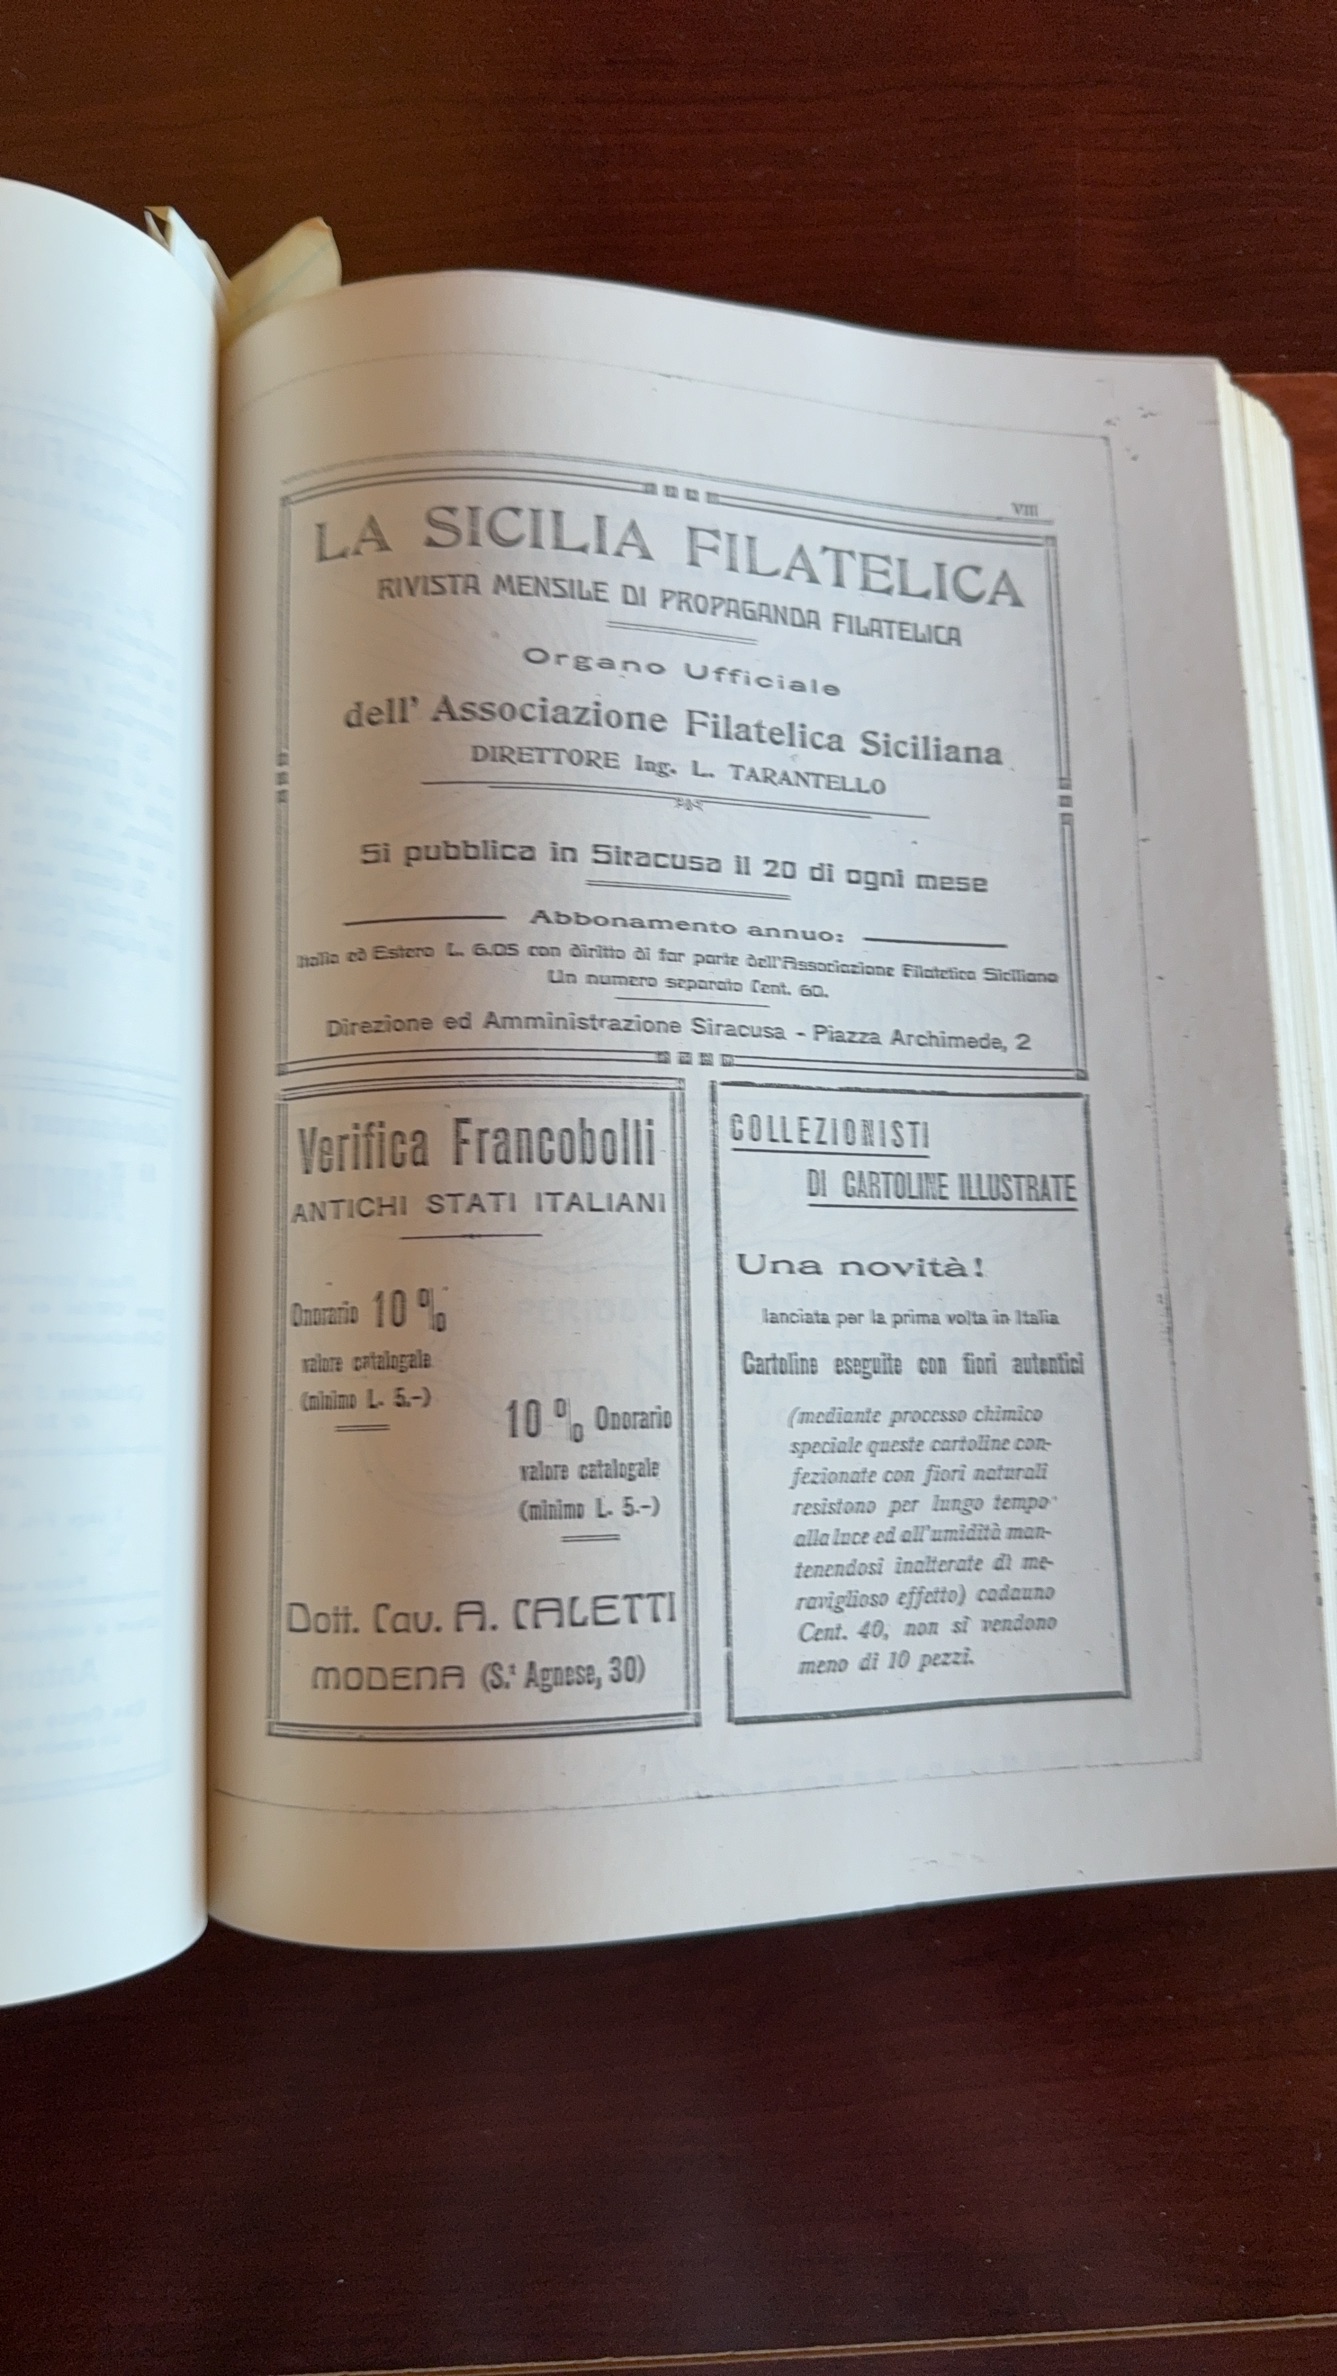 VIII
LA SICILIA FILATELICA
RIVISTA MENSILE DI PROPAGANDA FILATELICA
Organo Ufficiale
dell' Associazione Filatelica Siciliana
DIRETTORE Ing. L. TARANTELLO
Si pubblica in Siracusa il 20 di ogni mese
Abbonamento annuo:
Italia ed Estero L. 6.05 con diritto di far parte dell'Associazione Filatelica Siciliana
Un numero separato Cent. 60.
Direzione ed Amministrazione Siracusa - Piazza Archimede, 2
Verifica Francobolli
ANTICHI STATI ITALIANI
Onorario 10 %
valore catalogale
(minimo L. 5.-)
10 % Onorario
valore catalogale
(minimo L. 5.-)
Dott. Cav. A. CALETTI
MODENA (S.ª Agnese, 30)
COLLEZIONISTI
DI CARTOLINE ILLUSTRATE
Una novità!
lanciata per la prima volta in Italia
Cartoline eseguite con fiori autentici
(mediante processo chimico
speciale queste cartoline con-
fezionate con fiori naturali
resistono per lungo tempo
alla luce ed all'umidità man-
tenendosi inalterate di me-
raviglioso effetto) cadauno
Cent. 40, non si vendono
meno di 10 pezzi.